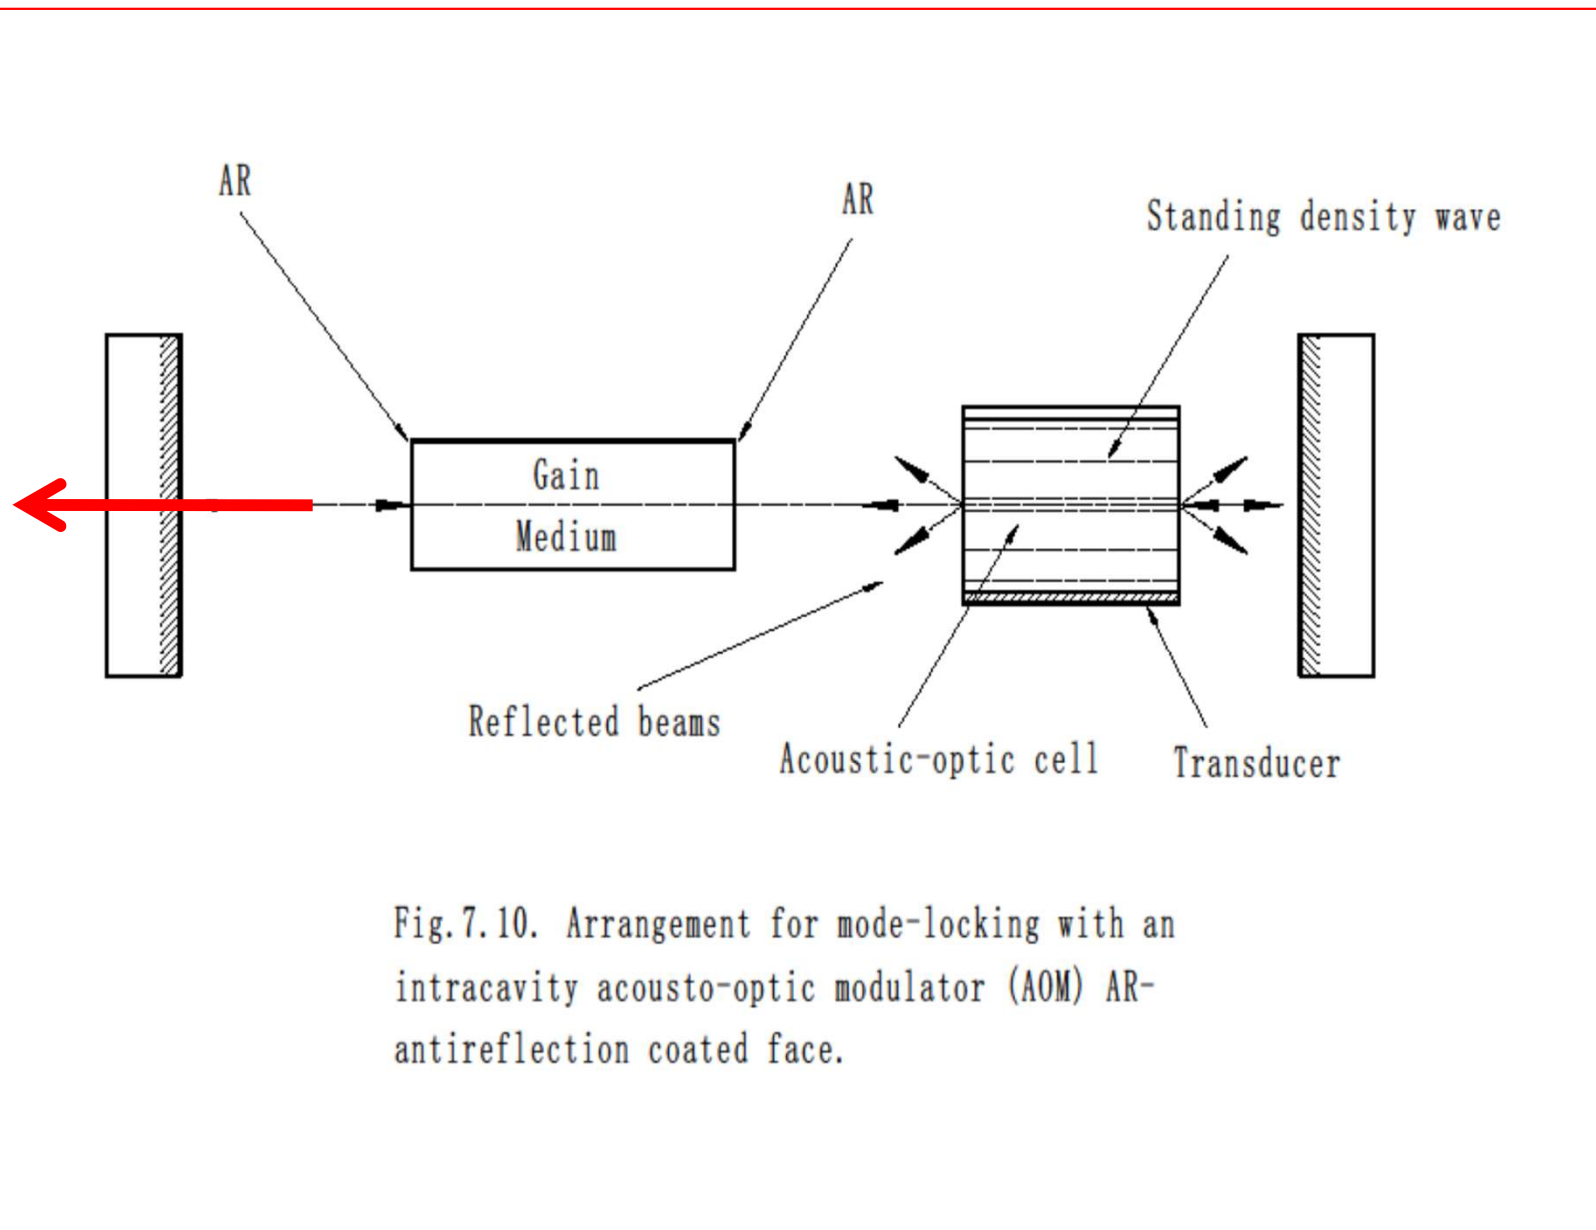 AR
AR
Standing density wave
Gain
Medium
Reflected beams
Acoustic-optic cell
Transducer
Fig.7.10. Arrangement for mode-locking with an
intracavity acousto-optic modulator (AOM) AR-
antireflection coated face.